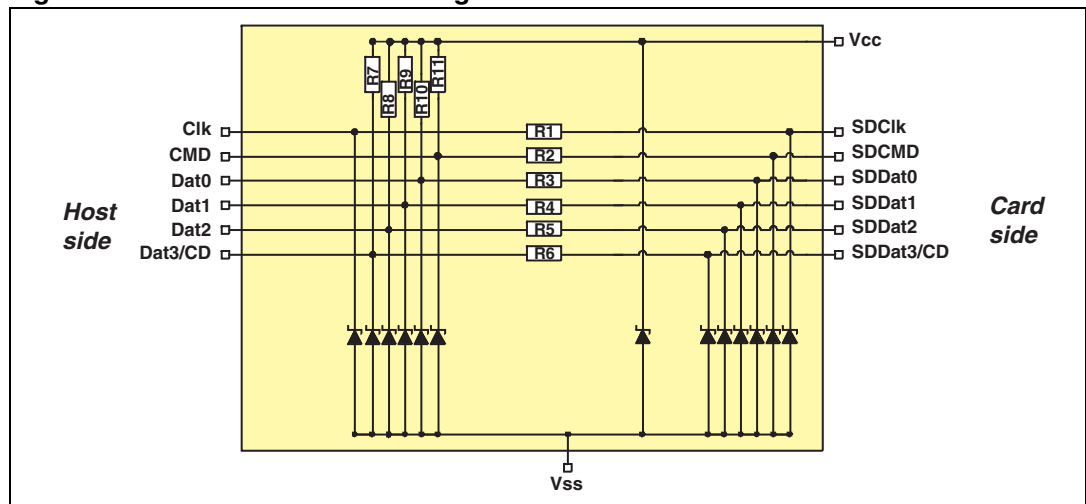 Vcc
R7
R8
R9
R10
R11
Clk
R1
SDClk
CMD
R2
SDCMD
Dat0
R3
SDDat0
Dat1
R4
SDDat1
Host
side
Card
side
Dat2
R5
SDDat2
Dat3/CD
R6
SDDat3/CD
Vss